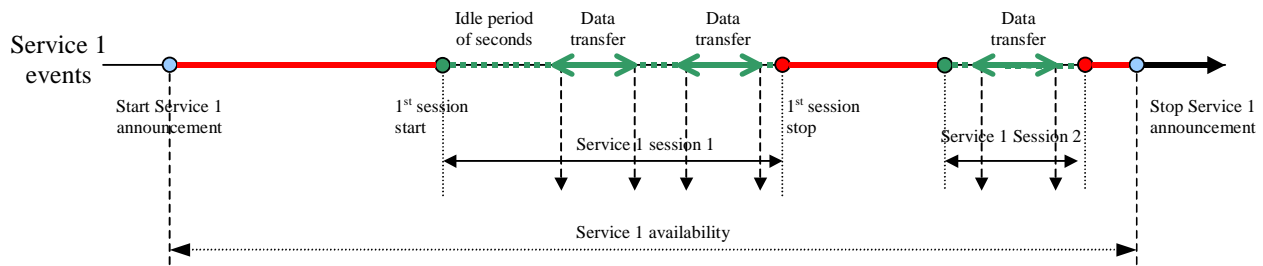 Service 1
events
Idle period
of seconds
Data
transfer
Data
transfer
Data
transfer
Start Service 1
announcement
1st session
start
1st session
stop
Stop Service 1
announcement
Service 1 session 1
Service 1 Session 2
Service 1 availability